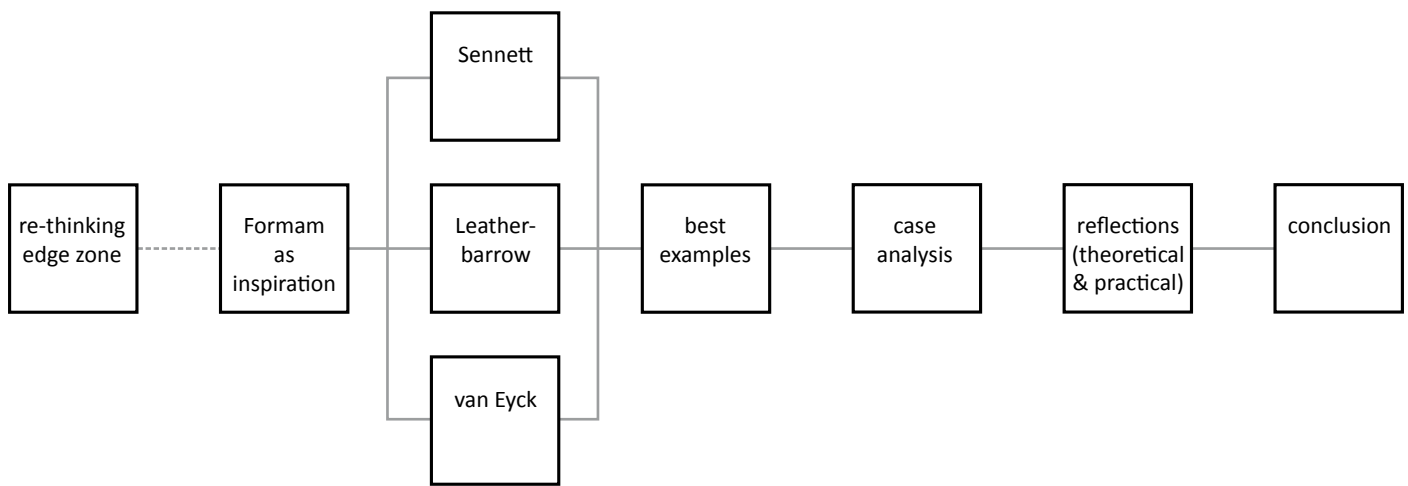 re-thinking
edge zone
Formam
as
inspiration
Sennett
Leather-
barrow
van Eyck
best
examples
case
analysis
reflections
(theoretical
& practical)
conclusion